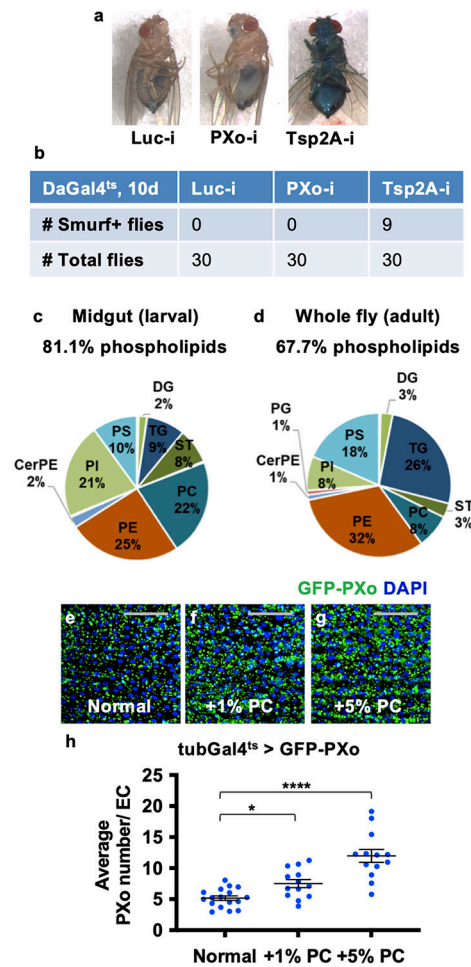 a
Luc-i PXo-i Tsp2A-i
b
DaGal4ts, 10d Luc-i PXo-i Tsp2A-i
# Smurf+ flies 0 0 9
# Total flies 30 30 30
c Midgut (larval)
81.1% phospholipids
DG 2%
TG 9%
ST 8%
PC 22%
PE 25%
CerPE 2%
PI 21%
PS 10%
d Whole fly (adult)
67.7% phospholipids
DG 3%
TG 26%
ST 3%
PC 8%
PE 32%
CerPE 1%
PI 8%
PG 1%
PS 18%
GFP-PXo DAPI
e f g
Normal +1% PC +5% PC
h
tubGal4ts > GFP-PXo
****
*
Average
PXo number/ EC
25
20
15
10
5
0
Normal +1% PC +5% PC